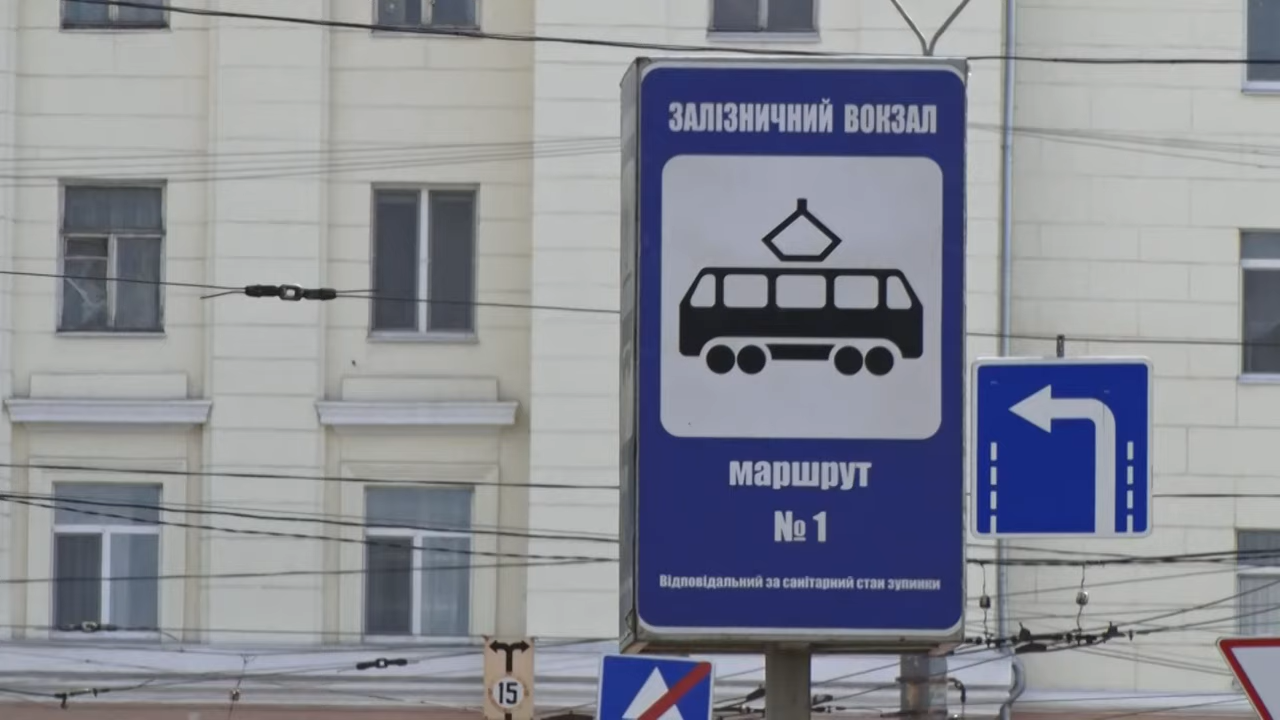 ЗАЛІЗНИЧНИЙ ВОКЗАЛ
маршрут
№ 1
Відповідальний за санітарний стан зупинки
15